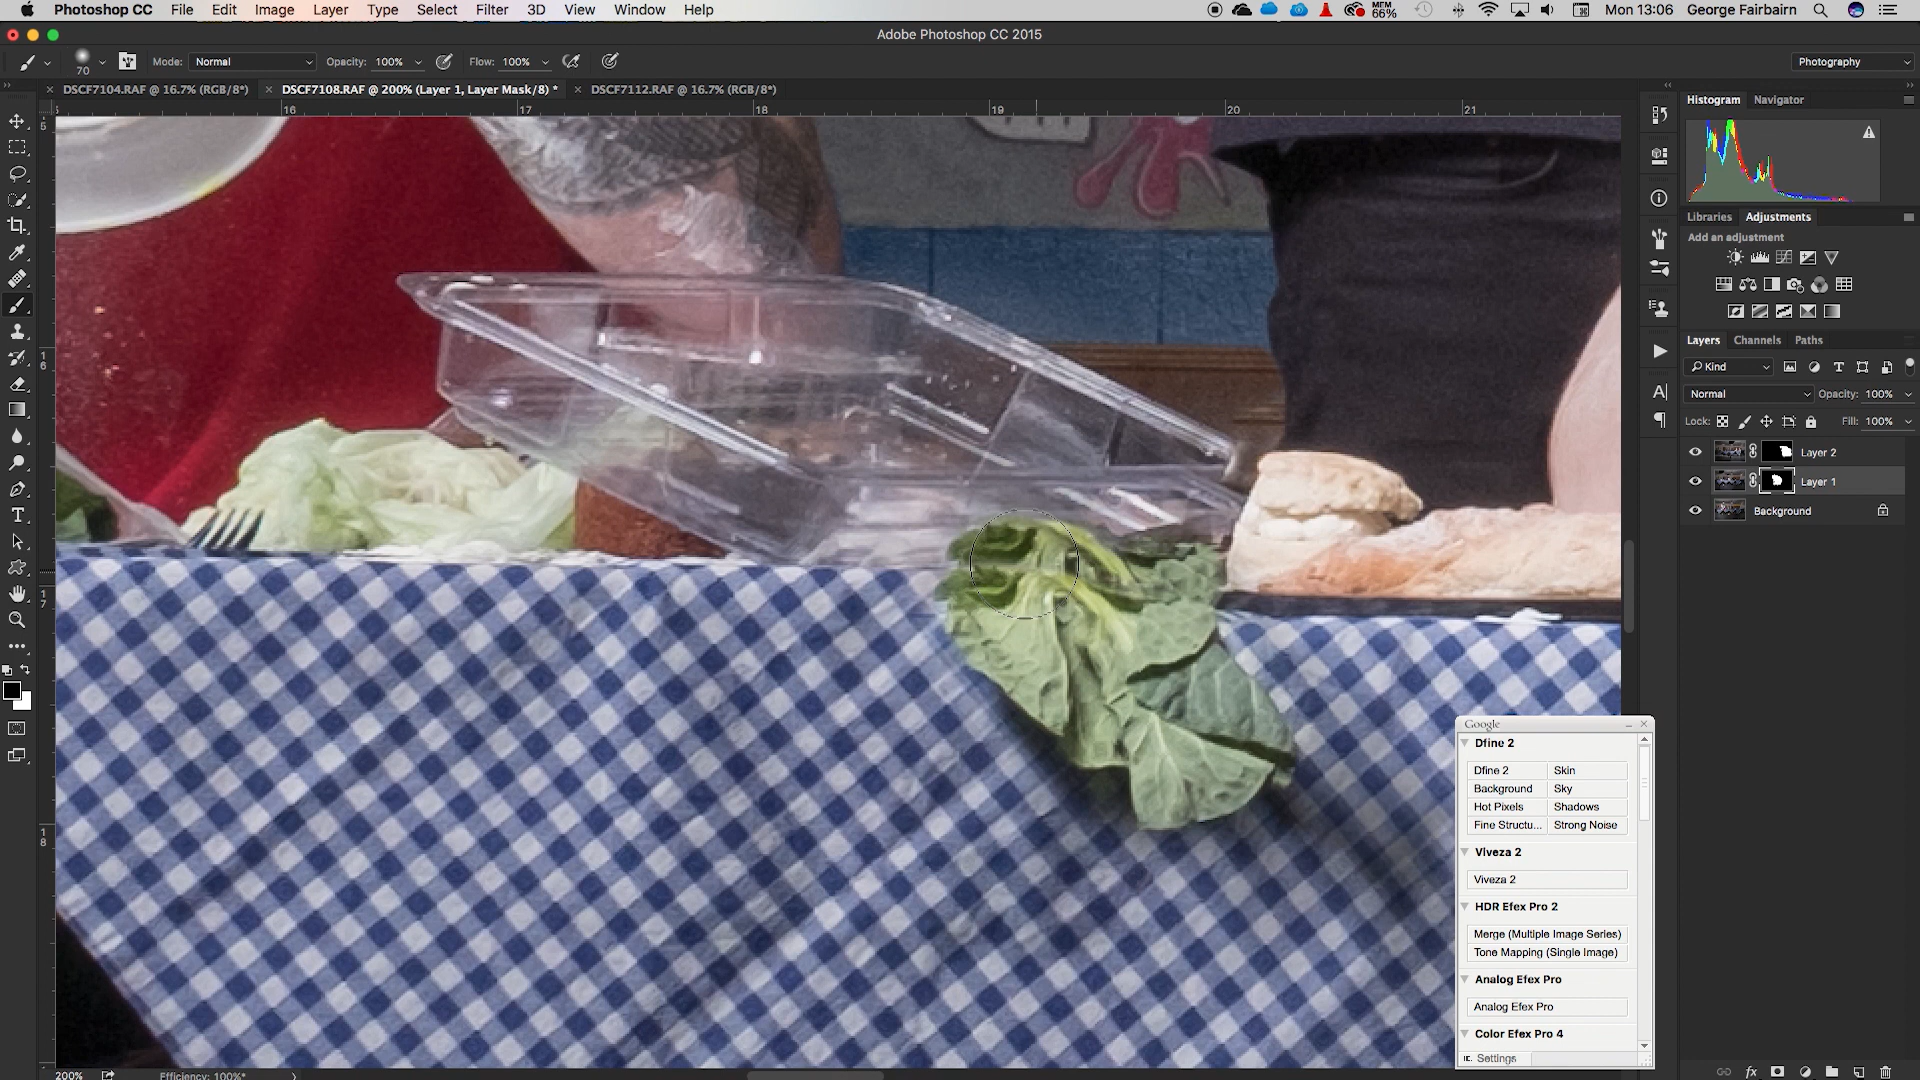 Photoshop CC File Edit Image Layer Type Select Filter 3D View Window Help MEM 66% Mon 13:06 George Fairbairn
Adobe Photoshop CC 2015
70 Mode: Normal Opacity: 100% Flow: 100% Photography
DSCF7104.RAF @ 16.7% (RGB/8*) DSCF7108.RAF @ 200% (Layer 1, Layer Mask/8) * DSCF7112.RAF @ 16.7% (RGB/8*)
16 17 18 19 20 21
5
16
17
18
Histogram Navigator
Libraries Adjustments
Add an adjustment
Layers Channels Paths
Kind
Normal Opacity: 100%
Lock: Fill: 100%
Layer 2
Layer 1
Background
Google
Dfine 2
Dfine 2 Skin
Background Sky
Hot Pixels Shadows
Fine Structu... Strong Noise
Viveza 2
Viveza 2
HDR Efex Pro 2
Merge (Multiple Image Series)
Tone Mapping (Single Image)
Analog Efex Pro
Analog Efex Pro
Color Efex Pro 4
Settings
200% Efficiency: 100%*